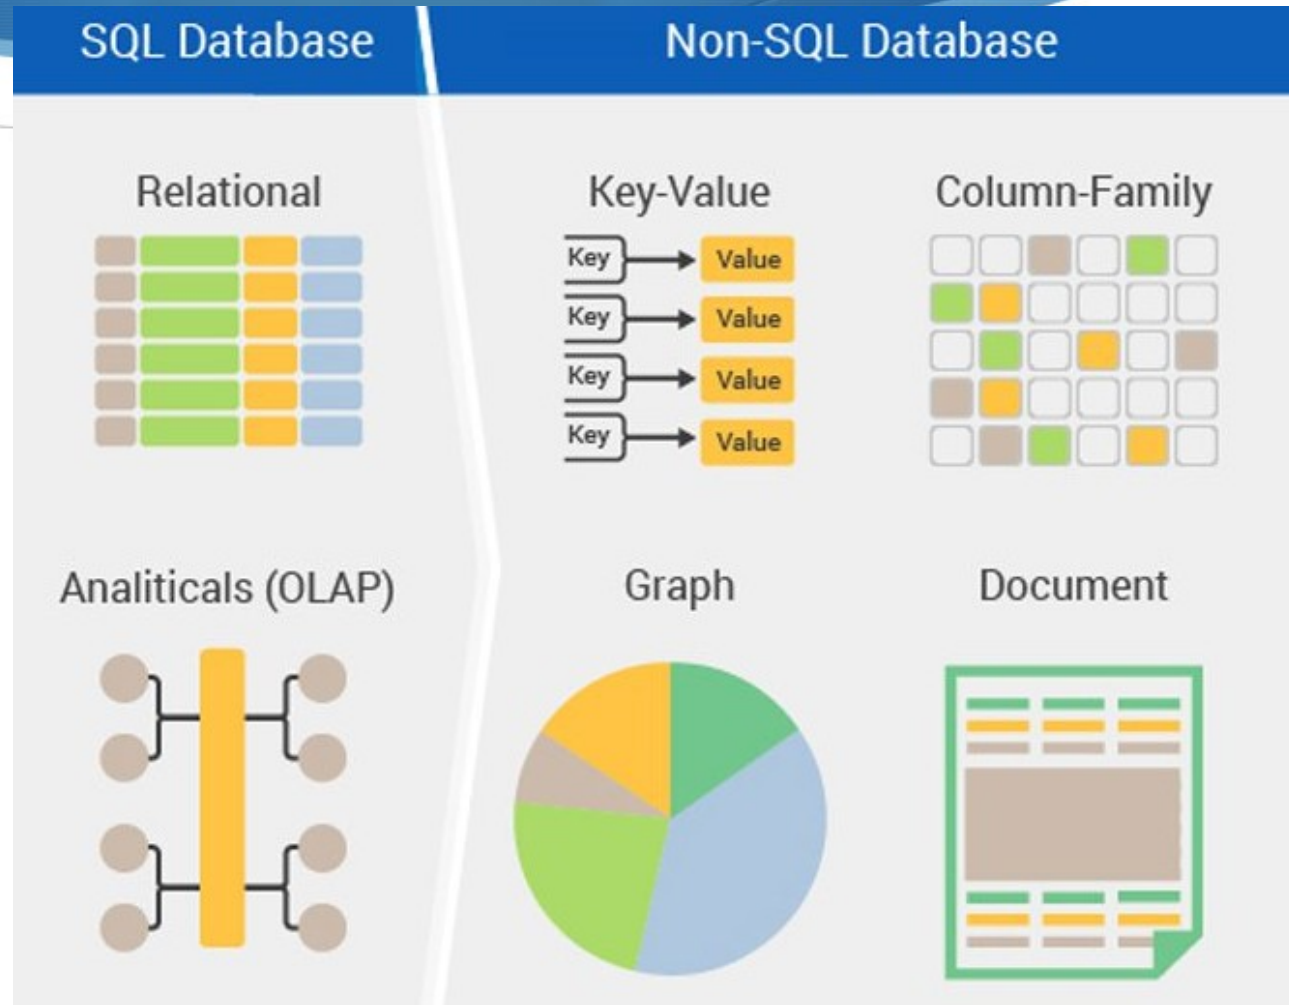 SQL Database
Non-SQL Database
Relational
Key-Value
Column-Family
Key
Value
Key
Value
Key
Value
Key
Value
Analiticals (OLAP)
Graph
Document